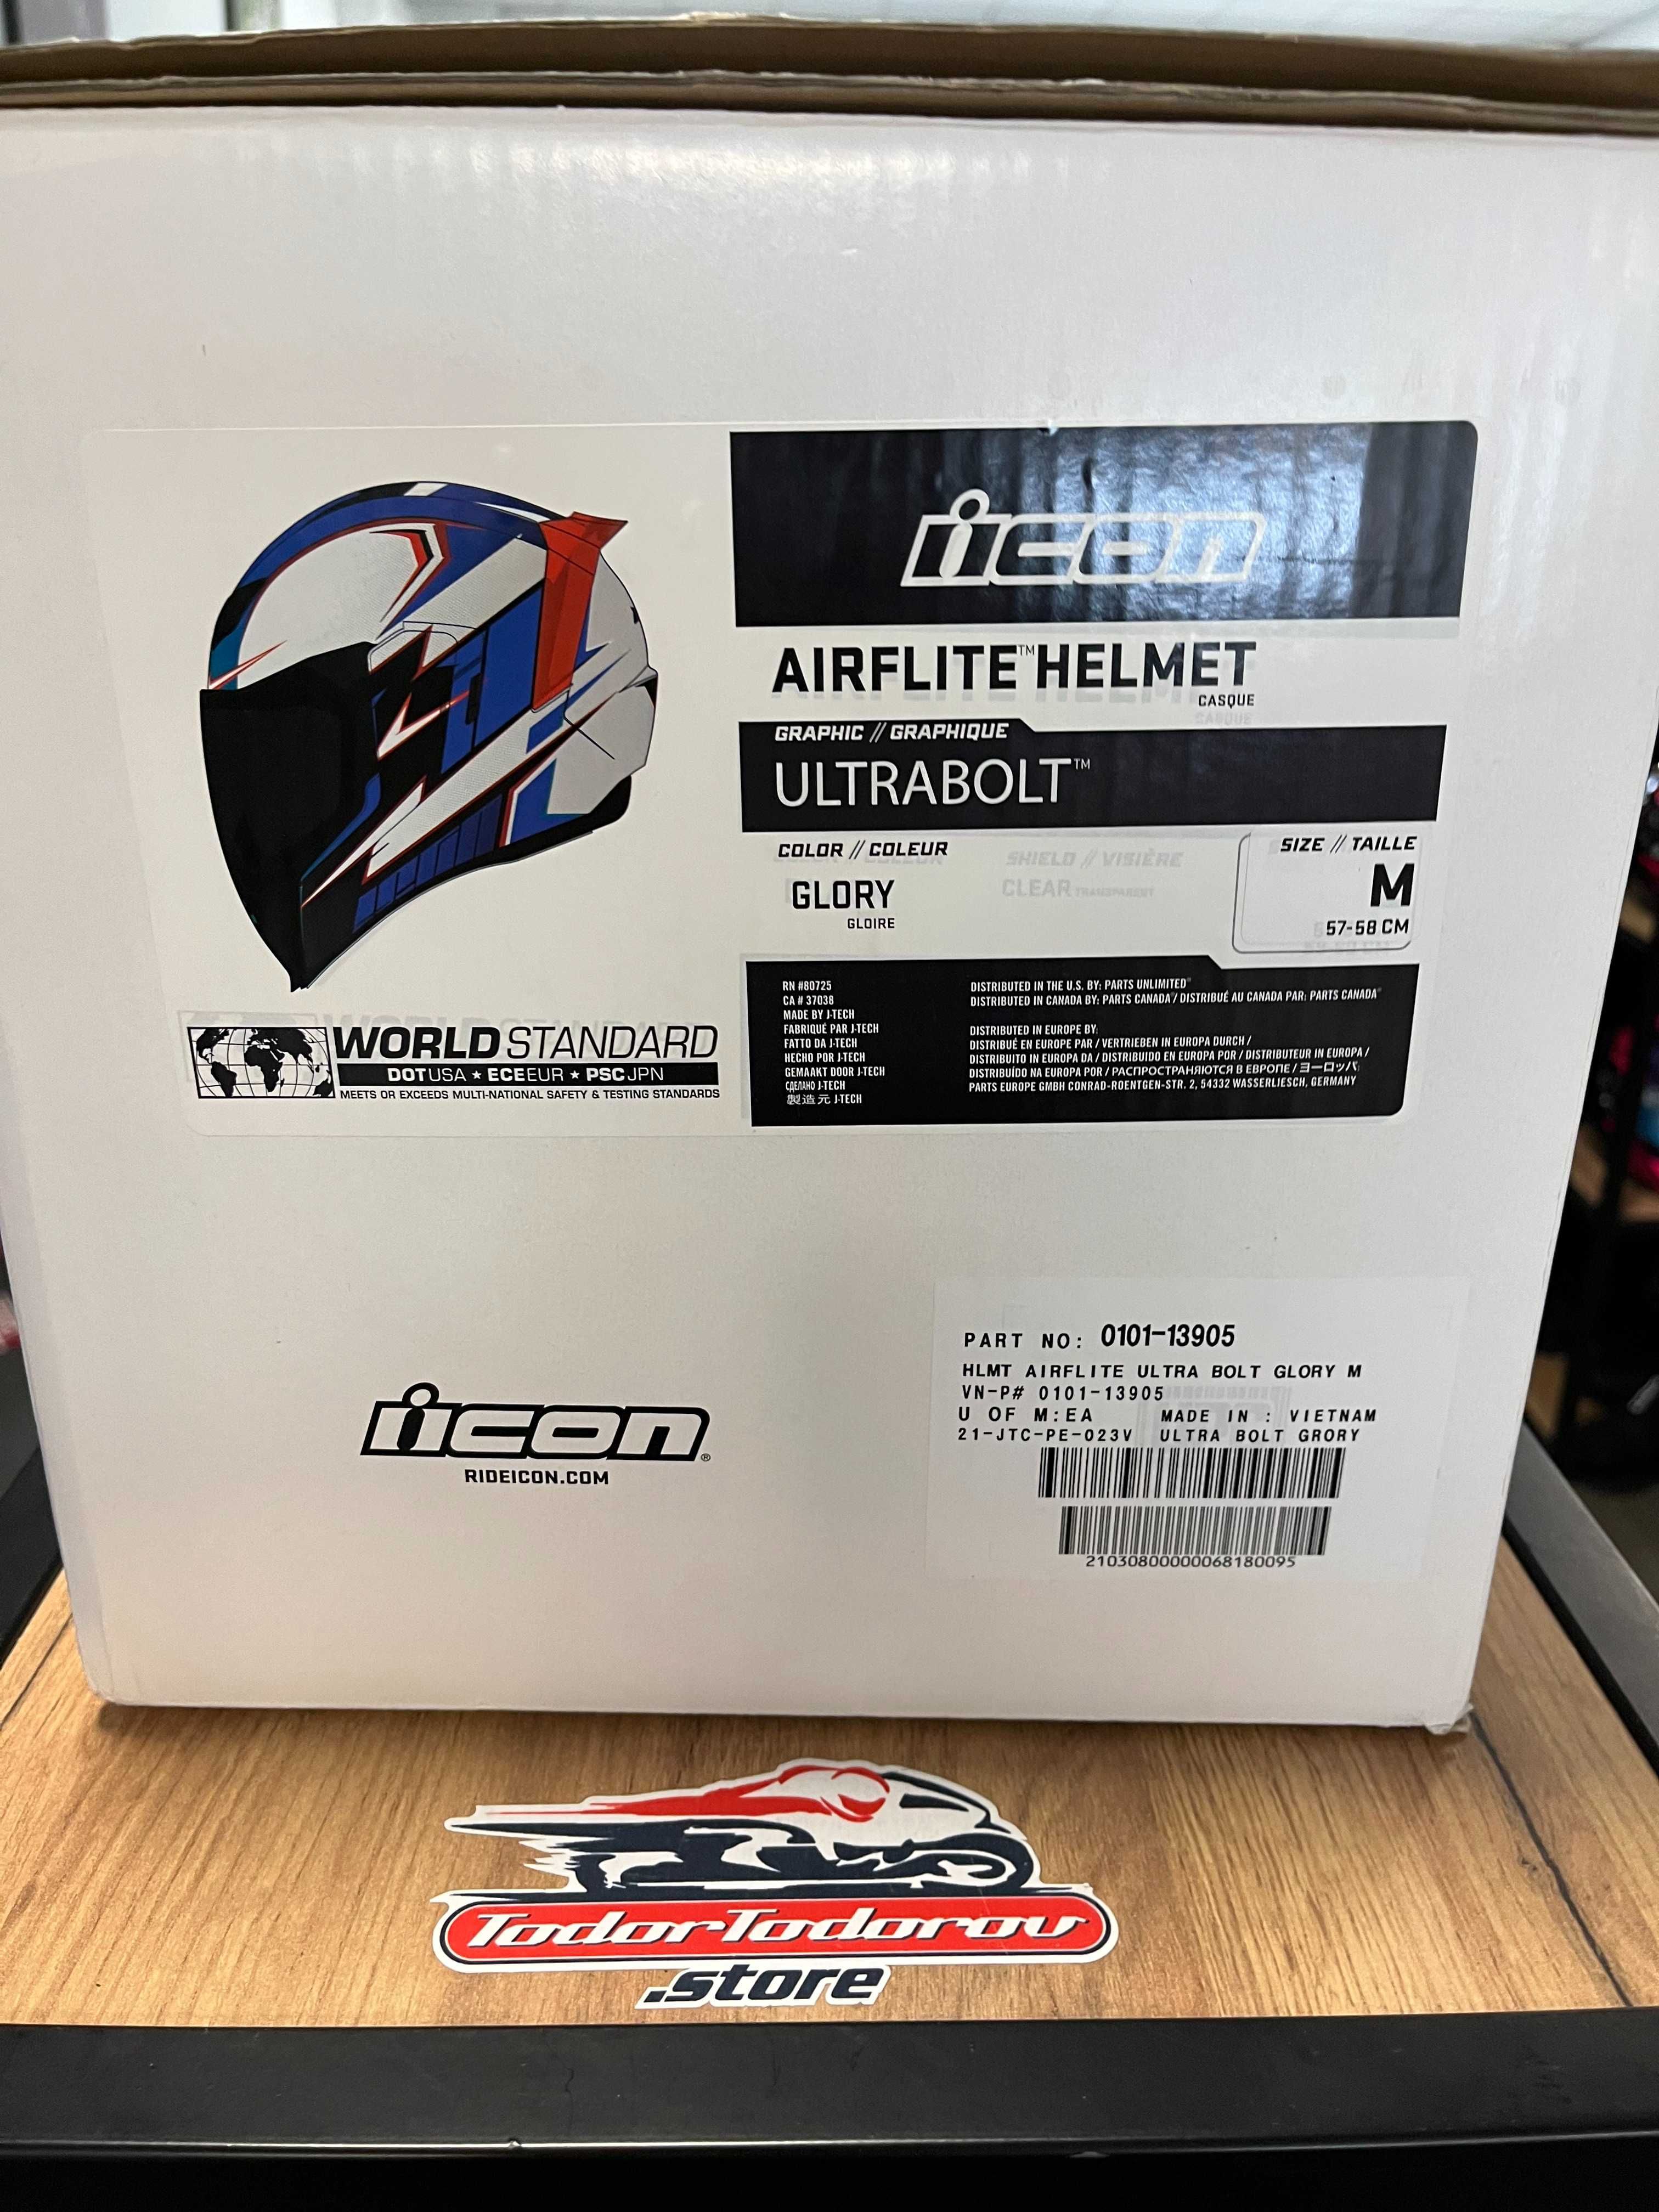 icon
AIRFLITE™ HELMET
CASQUE
GRAPHIC // GRAPHIQUE
ULTRABOLT™
COLOR // COLEUR
GLORY
GLOIRE
SHIELD // VISIÈRE
CLEAR TRANSPARENT
SIZE // TAILLE
M
57-58 CM
WORLD STANDARD
DOT USA ★ ECE EUR ★ PSC JPN
MEETS OR EXCEEDS MULTI-NATIONAL SAFETY & TESTING STANDARDS
RN #80725
CA # 37038
MADE BY J-TECH
FABRIQUÉ PAR J-TECH
FATTO DA J-TECH
HECHO POR J-TECH
GEMAAKT DOOR J-TECH
СДЕЛАНО J-TECH
製造元 J-TECH
DISTRIBUTED IN THE U.S. BY: PARTS UNLIMITED®
DISTRIBUTED IN CANADA BY: PARTS CANADA®/ DISTRIBUÉ AU CANADA PAR: PARTS CANADA®
DISTRIBUTED IN EUROPE BY:
DISTRIBUÉ EN EUROPE PAR / VERTRIEBEN IN EUROPA DURCH /
DISTRIBUITO IN EUROPA DA / DISTRIBUIDO EN EUROPA POR / DISTRIBUTEUR IN EUROPA /
DISTRIBUÍDO NA EUROPA POR / РАСПРОСТРАНЯЮТСЯ В ЕВРОПЕ / ヨーロッパ:
PARTS EUROPE GMBH CONRAD-ROENTGEN-STR. 2, 54332 WASSERLIESCH, GERMANY
icon®
RIDEICON.COM
PART NO: 0101-13905
HLMT AIRFLITE ULTRA BOLT GLORY M
VN-P# 0101-13905
U OF M:EA MADE IN : VIETNAM
21-JTC-PE-023V ULTRA BOLT GRORY
21030800000068180095
TodorTodorov
.store